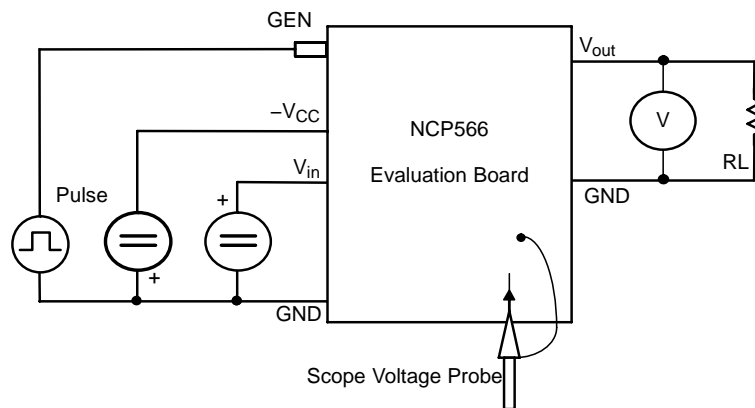 GEN
Vout
–VCC
NCP566
V
Vin
Evaluation Board
RL
Pulse
+
GND
+
GND
Scope Voltage Probe